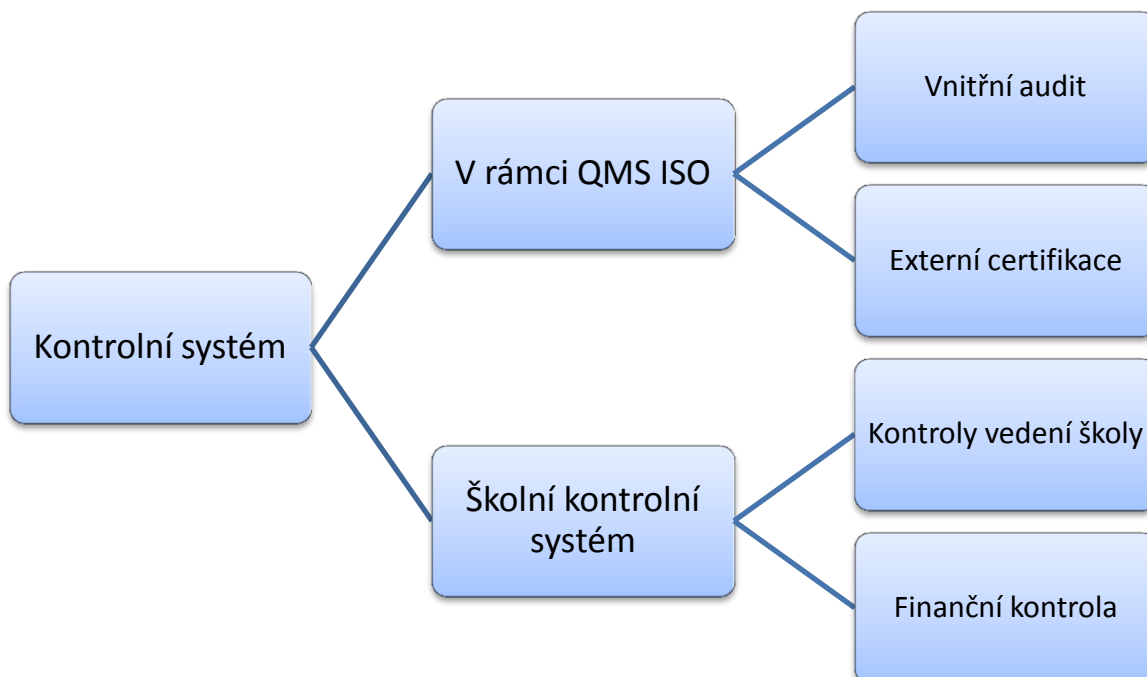 Kontrolní systém
V rámci QMS ISO
Vnitřní audit
Externí certifikace
Školní kontrolní
systém
Kontroly vedení školy
Finanční kontrola